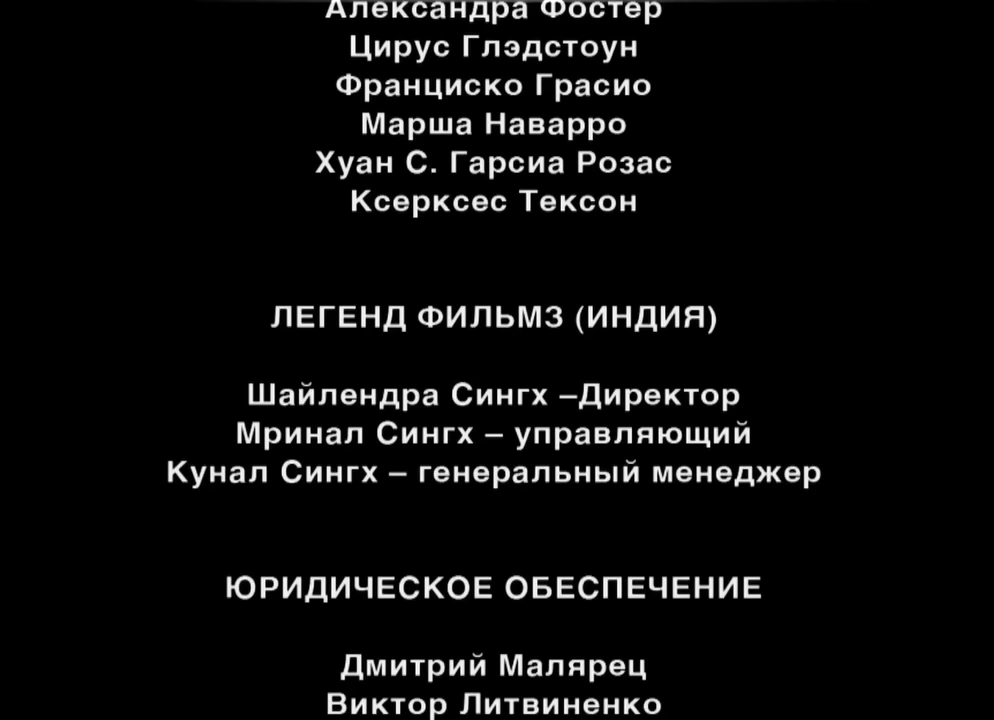 Александра Фостер
Цирус Глэдстоун
Франциско Грасио
Марша Наварро
Хуан С. Гарсиа Розас
Ксерксес Тексон
ЛЕГЕНД ФИЛЬМЗ (ИНДИЯ)
Шайлендра Сингх –Директор
Мринал Сингх – управляющий
Кунал Сингх – генеральный менеджер
ЮРИДИЧЕСКОЕ ОБЕСПЕЧЕНИЕ
Дмитрий Малярец
Виктор Литвиненко